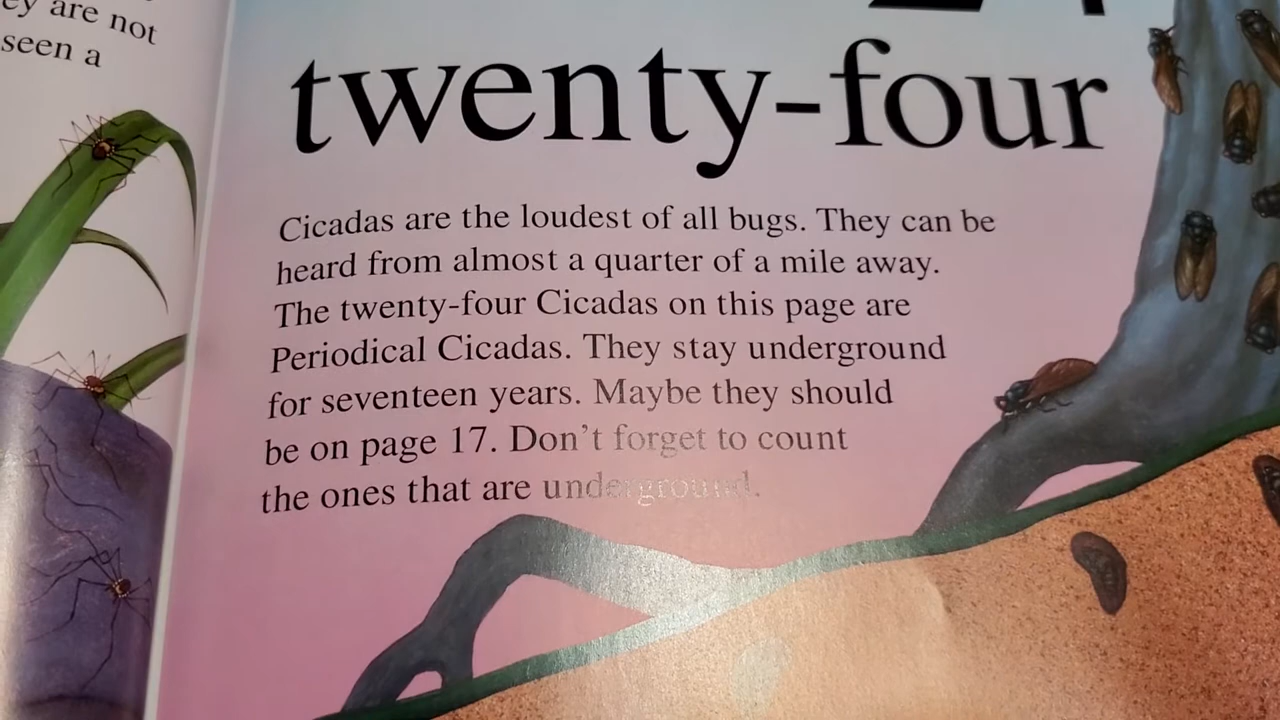 ey are not
seen a
24
twenty-four
Cicadas are the loudest of all bugs. They can be
heard from almost a quarter of a mile away.
The twenty-four Cicadas on this page are
Periodical Cicadas. They stay underground
for seventeen years. Maybe they should
be on page 17. Don't forget to count
the ones that are underground.